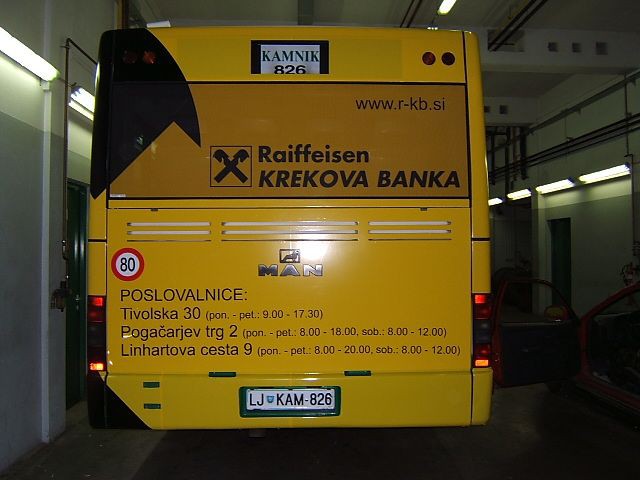 KAMNIK
826
www.r-kb.si
Raiffeisen
KREKOVA BANKA
80
MAN
POSLOVALNICE:
Tivolska 30 (pon. - pet.: 9.00 - 17.30)
Pogačarjev trg 2 (pon. - pet.: 8.00 - 18.00, sob.: 8.00 - 12.00)
Linhartova cesta 9 (pon. - pet.: 8.00 - 20.00, sob.: 8.00 - 12.00)
LJ KAM-826